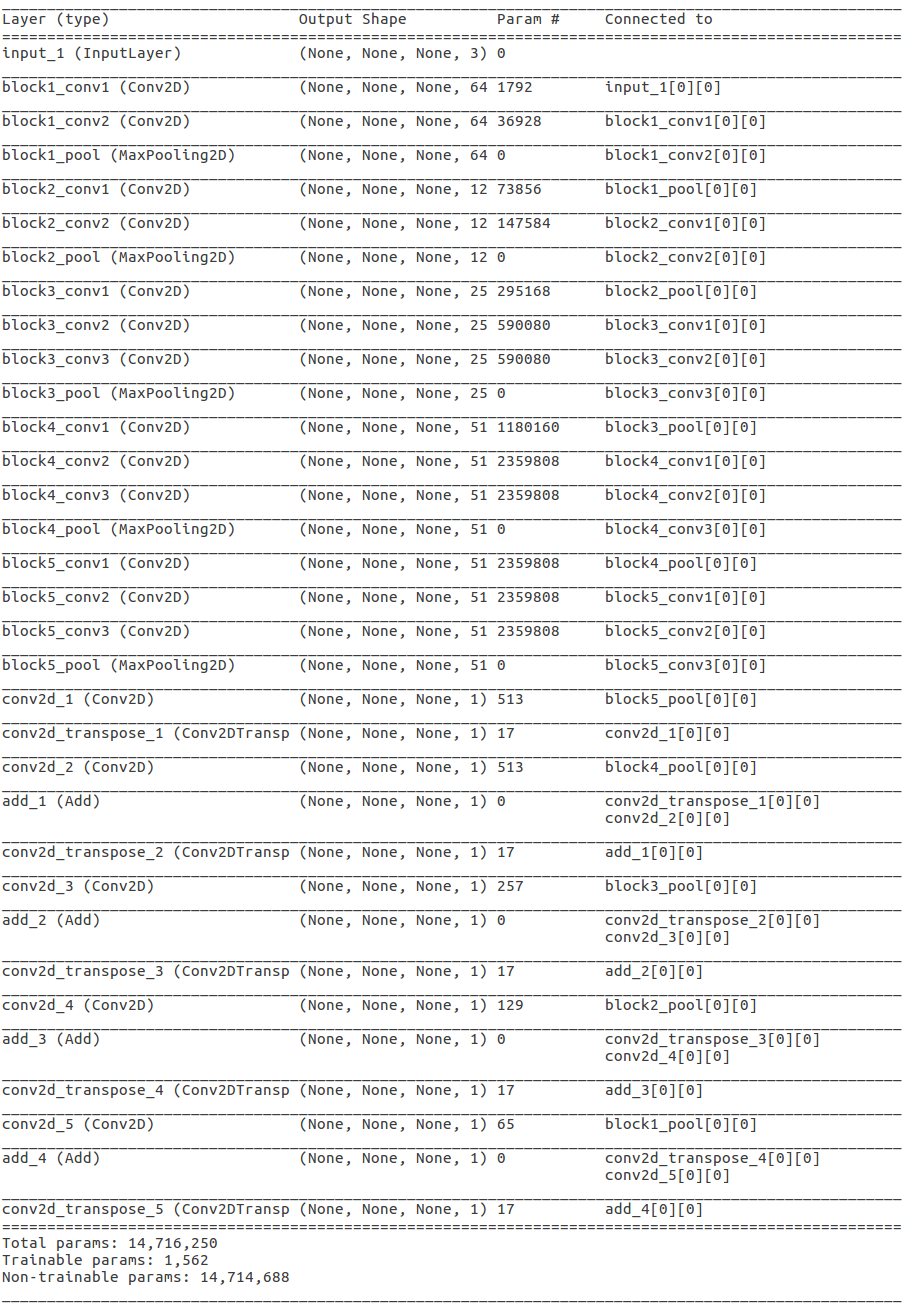 Layer (type) Output Shape Param # Connected to
input_1 (InputLayer) (None, None, None, 3) 0
block1_conv1 (Conv2D) (None, None, None, 64 1792 input_1[0][0]
block1_conv2 (Conv2D) (None, None, None, 64 36928 block1_conv1[0][0]
block1_pool (MaxPooling2D) (None, None, None, 64 0 block1_conv2[0][0]
block2_conv1 (Conv2D) (None, None, None, 12 73856 block1_pool[0][0]
block2_conv2 (Conv2D) (None, None, None, 12 147584 block2_conv1[0][0]
block2_pool (MaxPooling2D) (None, None, None, 12 0 block2_conv2[0][0]
block3_conv1 (Conv2D) (None, None, None, 25 295168 block2_pool[0][0]
block3_conv2 (Conv2D) (None, None, None, 25 590080 block3_conv1[0][0]
block3_conv3 (Conv2D) (None, None, None, 25 590080 block3_conv2[0][0]
block3_pool (MaxPooling2D) (None, None, None, 25 0 block3_conv3[0][0]
block4_conv1 (Conv2D) (None, None, None, 51 1180160 block3_pool[0][0]
block4_conv2 (Conv2D) (None, None, None, 51 2359808 block4_conv1[0][0]
block4_conv3 (Conv2D) (None, None, None, 51 2359808 block4_conv2[0][0]
block4_pool (MaxPooling2D) (None, None, None, 51 0 block4_conv3[0][0]
block5_conv1 (Conv2D) (None, None, None, 51 2359808 block4_pool[0][0]
block5_conv2 (Conv2D) (None, None, None, 51 2359808 block5_conv1[0][0]
block5_conv3 (Conv2D) (None, None, None, 51 2359808 block5_conv2[0][0]
block5_pool (MaxPooling2D) (None, None, None, 51 0 block5_conv3[0][0]
conv2d_1 (Conv2D) (None, None, None, 1) 513 block5_pool[0][0]
conv2d_transpose_1 (Conv2DTransp (None, None, None, 1) 17 conv2d_1[0][0]
conv2d_2 (Conv2D) (None, None, None, 1) 513 block4_pool[0][0]
add_1 (Add) (None, None, None, 1) 0 conv2d_transpose_1[0][0]
conv2d_2[0][0]
conv2d_transpose_2 (Conv2DTransp (None, None, None, 1) 17 add_1[0][0]
conv2d_3 (Conv2D) (None, None, None, 1) 257 block3_pool[0][0]
add_2 (Add) (None, None, None, 1) 0 conv2d_transpose_2[0][0]
conv2d_3[0][0]
conv2d_transpose_3 (Conv2DTransp (None, None, None, 1) 17 add_2[0][0]
conv2d_4 (Conv2D) (None, None, None, 1) 129 block2_pool[0][0]
add_3 (Add) (None, None, None, 1) 0 conv2d_transpose_3[0][0]
conv2d_4[0][0]
conv2d_transpose_4 (Conv2DTransp (None, None, None, 1) 17 add_3[0][0]
conv2d_5 (Conv2D) (None, None, None, 1) 65 block1_pool[0][0]
add_4 (Add) (None, None, None, 1) 0 conv2d_transpose_4[0][0]
conv2d_5[0][0]
conv2d_transpose_5 (Conv2DTransp (None, None, None, 1) 17 add_4[0][0]
Total params: 14,716,250
Trainable params: 1,562
Non-trainable params: 14,714,688